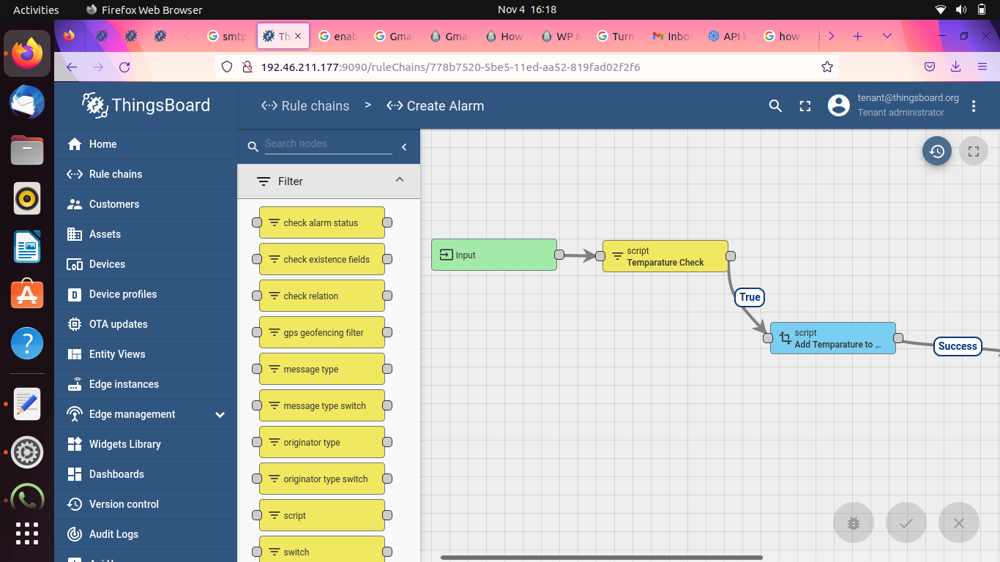 Activities
Firefox Web Browser
Nov 4 16:18
smtp
Thi
enab
Gmai
Gmai
How
WP M
Turn
Inbo
API k
how
192.46.211.177:9090/ruleChains/778b7520-5be5-11ed-aa52-819fad02f2f6
ThingsBoard
Rule chains > Create Alarm
tenant@thingsboard.org
Tenant administrator
Home
Rule chains
Customers
Assets
Devices
Device profiles
OTA updates
Entity Views
Edge instances
Edge management
Widgets Library
Dashboards
Version control
Audit Logs
Search nodes
Filter
check alarm status
check existence fields
check relation
gps geofencing filter
message type
message type switch
originator type
originator type switch
script
switch
Input
script
Temparature Check
True
script
Add Temparature to ...
Success